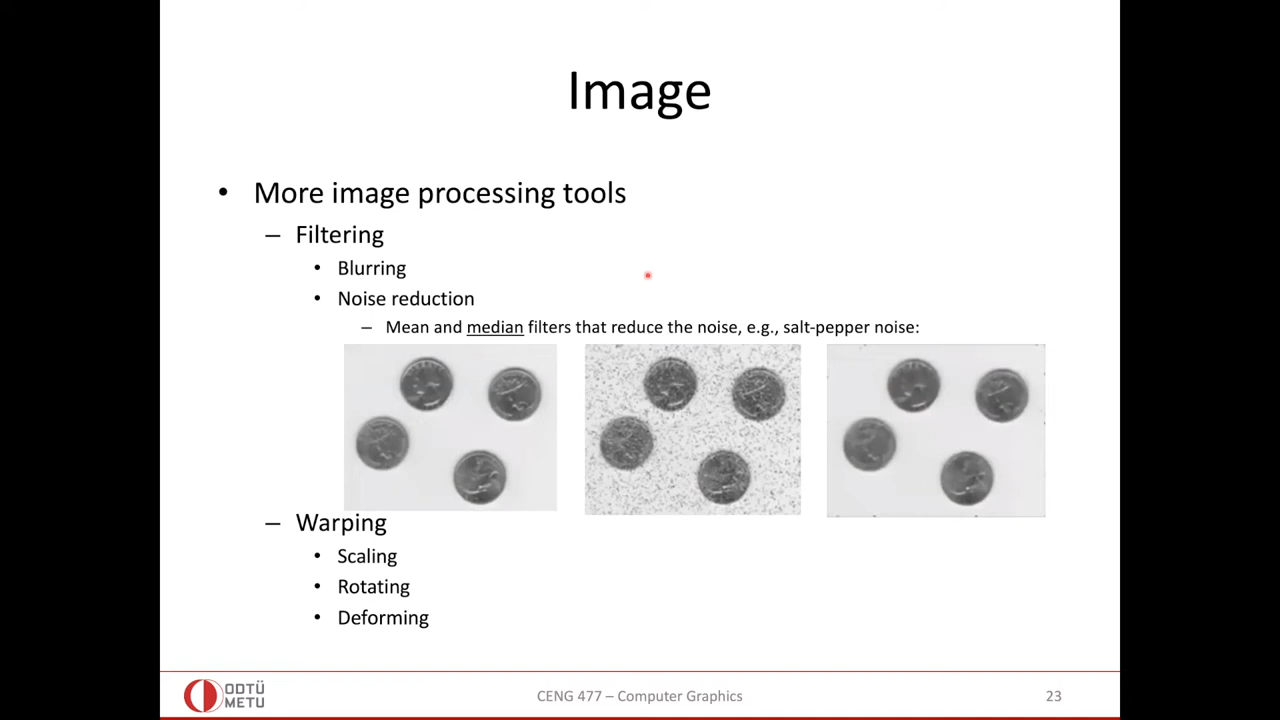 Image
• More image processing tools
– Filtering
• Blurring
• Noise reduction
– Mean and median filters that reduce the noise, e.g., salt-pepper noise:
– Warping
• Scaling
• Rotating
• Deforming
ODTÜ
METU
CENG 477 – Computer Graphics
23